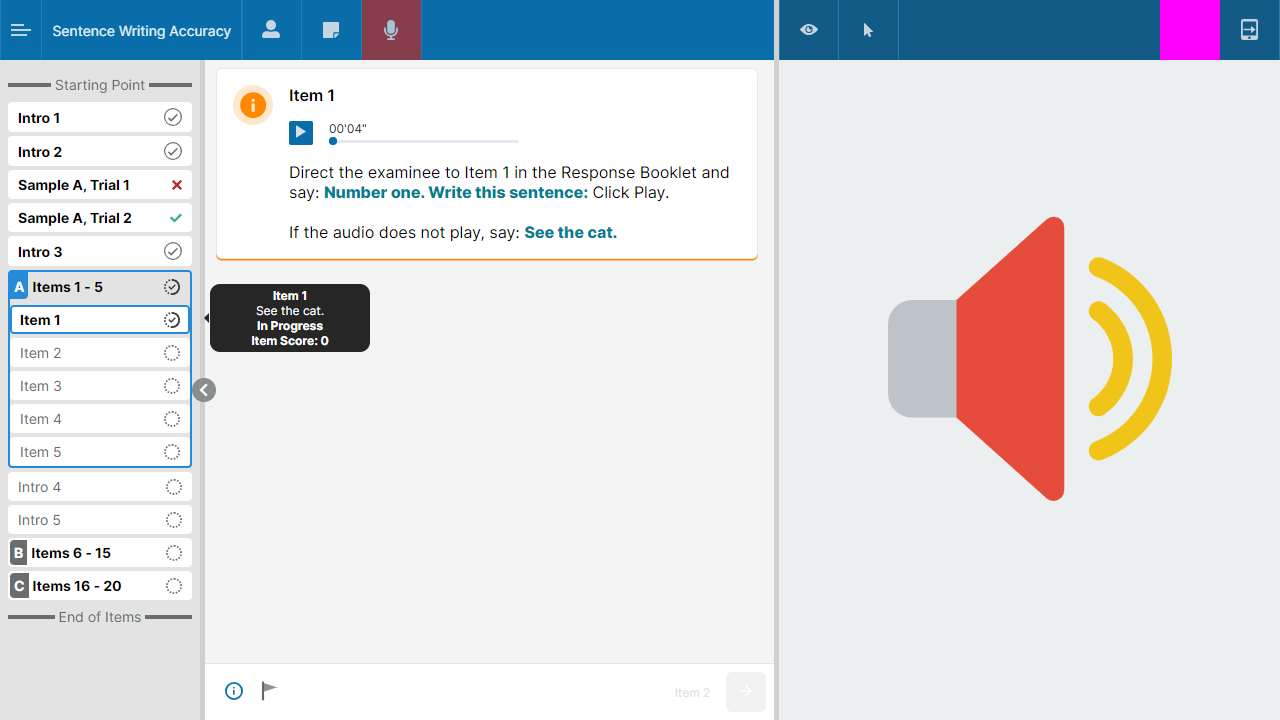 Sentence Writing Accuracy
Starting Point
Intro 1
Intro 2
Sample A, Trial 1
Sample A, Trial 2
Intro 3
A Items 1 - 5
Item 1
Item 2
Item 3
Item 4
Item 5
Intro 4
Intro 5
B Items 6 - 15
C Items 16 - 20
End of Items
Item 1
00'04"
Direct the examinee to Item 1 in the Response Booklet and
say: Number one. Write this sentence: Click Play.
If the audio does not play, say: See the cat.
Item 1
See the cat.
In Progress
Item Score: 0
Item 2